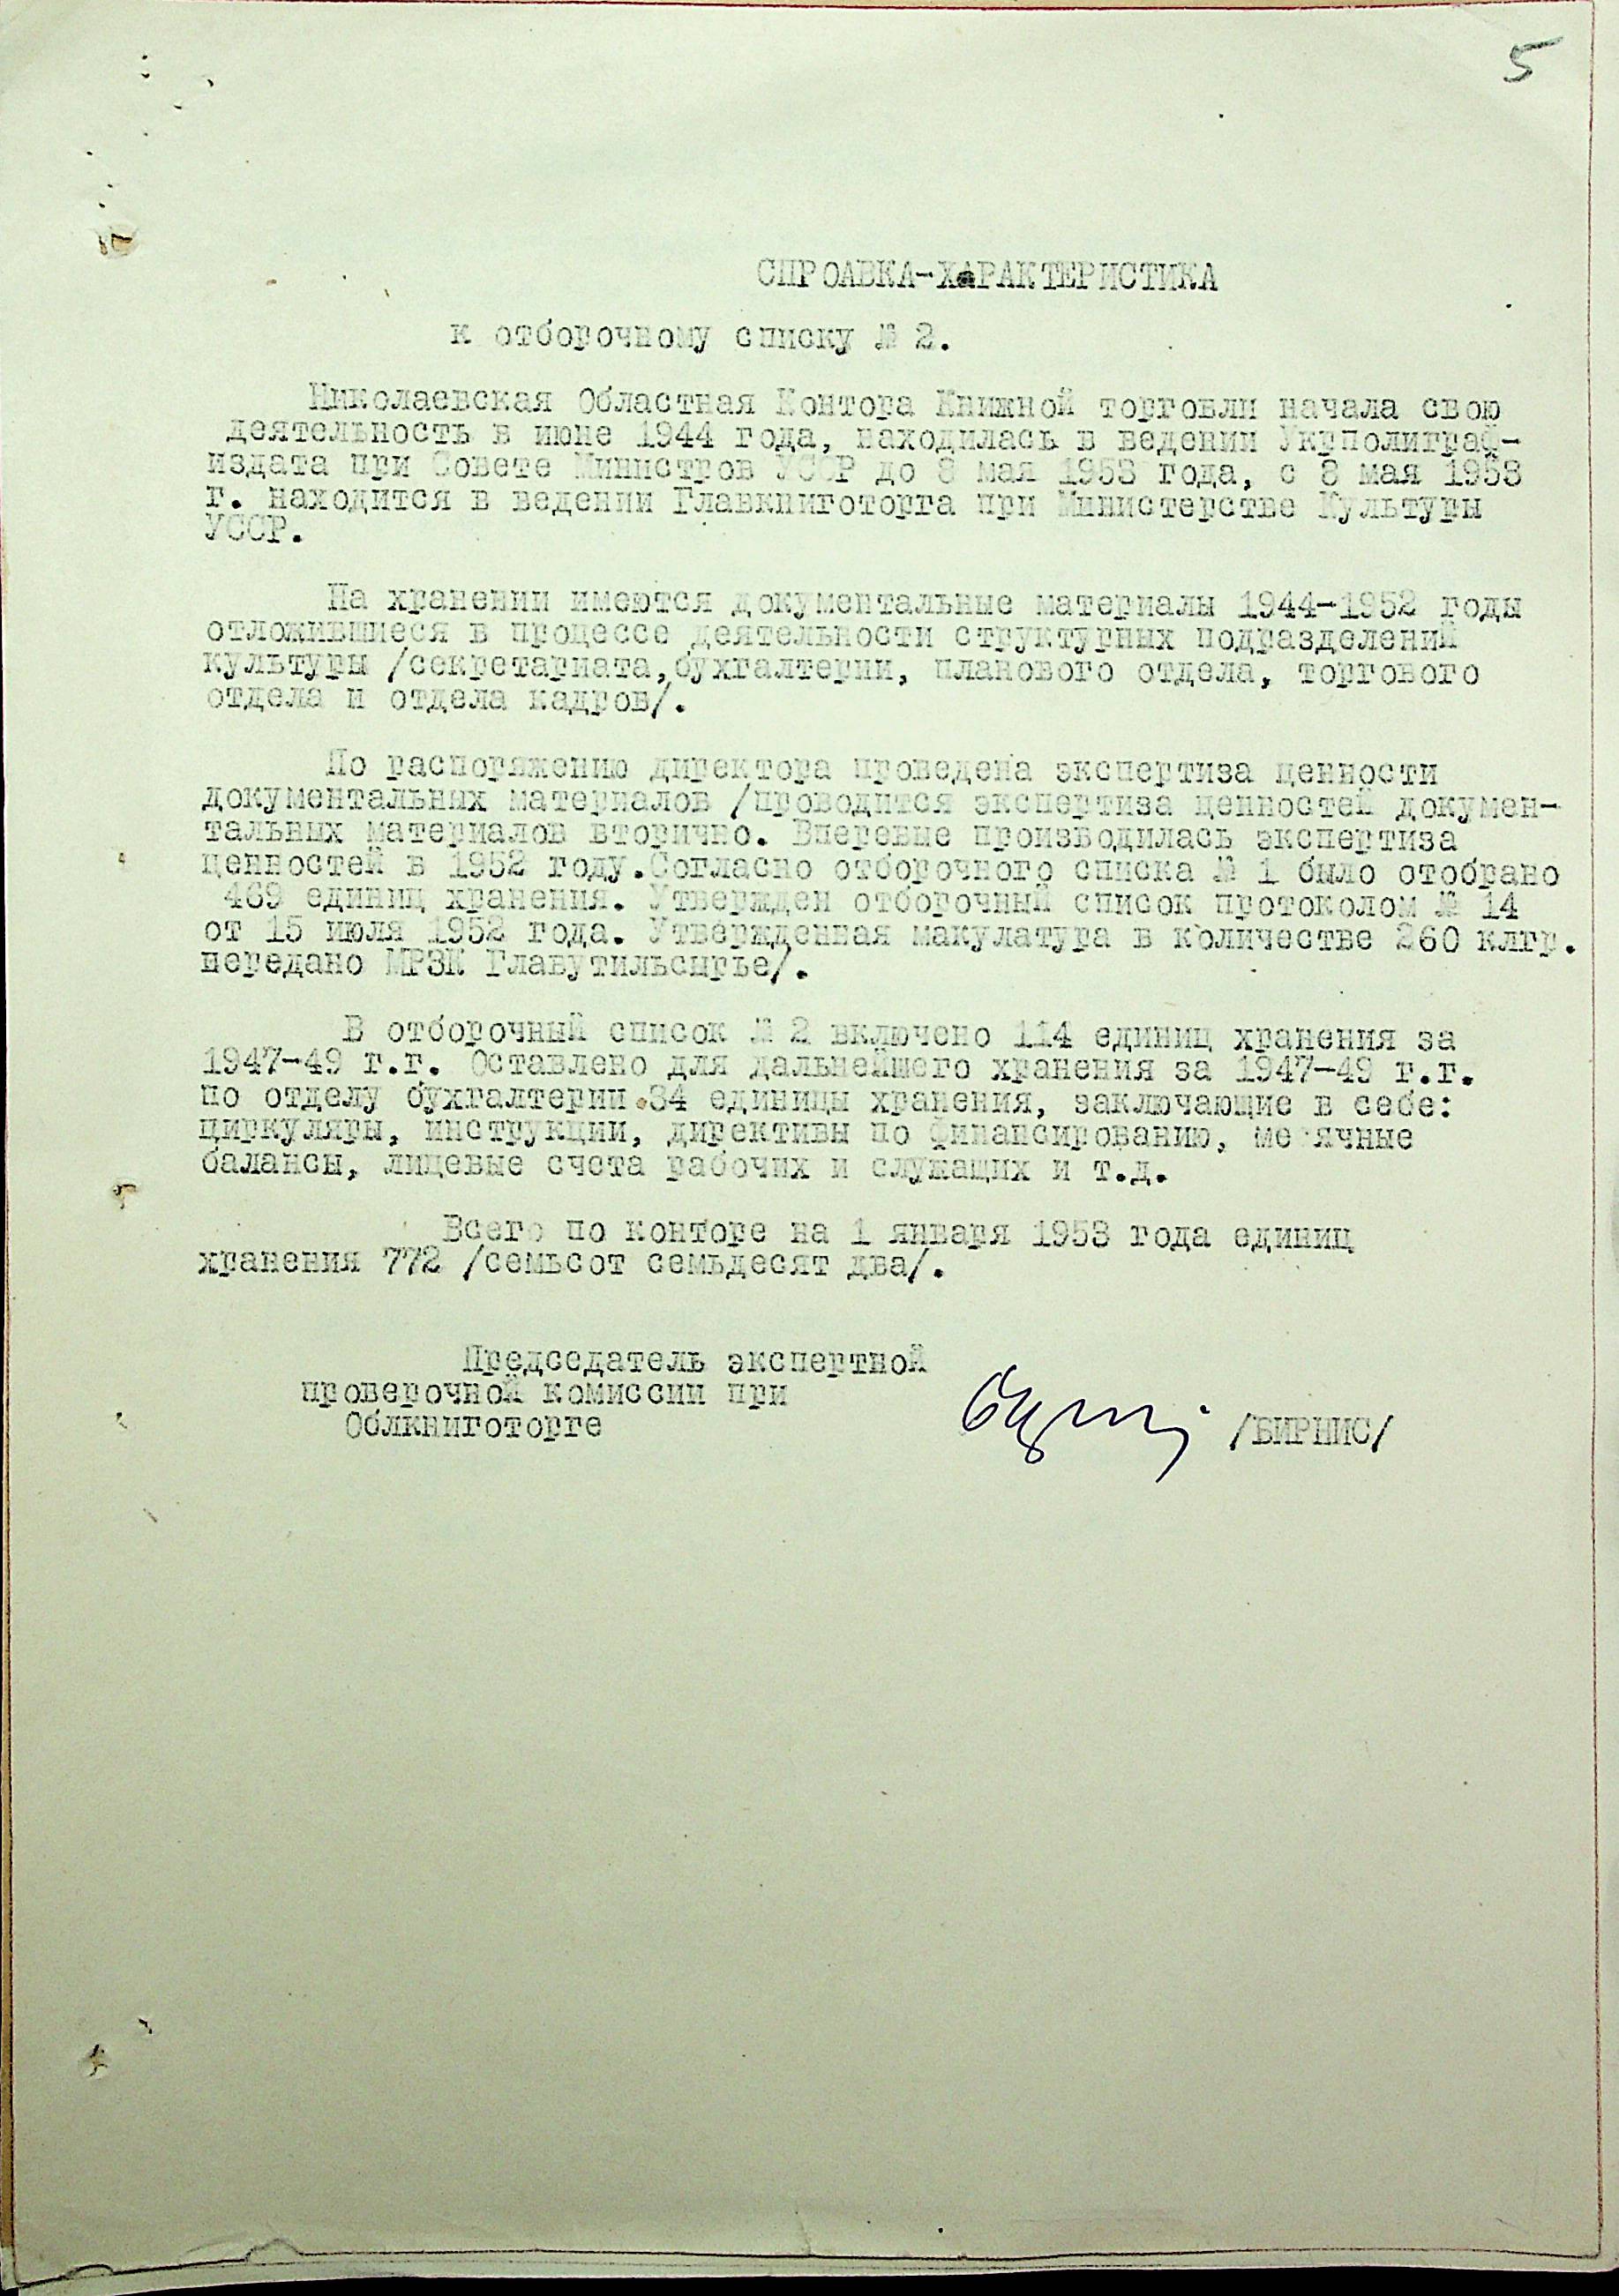 5
СПРОАВКА-ХАРАКТЕРИСТИКА
к отборочному списку № 2.
Николаевская Областная Контора Книжной торговли начала свою
деятельность в июне 1944 года, находилась в ведении Укрполиграф-
издата при Совете Министров УССР до 8 мая 1953 года, с 8 мая 1953
г. находится в ведении Главкниготорга при Министерстве Культуры
УССР.
На хранении имеются документальные материалы 1944-1952 годы
отложившиеся в процессе деятельности структурных подразделений
культуры /секретариата,бухгалтерии, планового отдела, торгового
отдела и отдела кадров/.
По распоряжению директора проведена экспертиза ценности
документальных материалов /проводится экспертиза ценностей докумен-
тальных материалов вторично. Впервые производилась экспертиза
ценностей в 1952 году.Согласно отборочного списка № 1 было отобрано
469 единиц хранения. Утвержден отборочный список протоколом № 14
от 15 июля 1952 года. Утвержденная макулатура в количестве 260 клгр.
передано МРЗК Главутильсырье/.
В отборочный список № 2 включено 114 единиц хранения за
1947-49 г.г. Оставлено для дальнейшего хранения за 1947-49 г.г.
по отделу бухгалтерии 34 единицы хранения, заключающие в себе:
циркуляры, инструкции, директивы по финансированию, месячные
балансы, лицевые счета рабочих и служащих и т.д.
Всего по конторе на 1 января 1953 года единиц
хранения 772 /семьсот семьдесят два/.
Председатель экспертной
проверочной комиссии при
Облкниготорге
/БИРНИС/